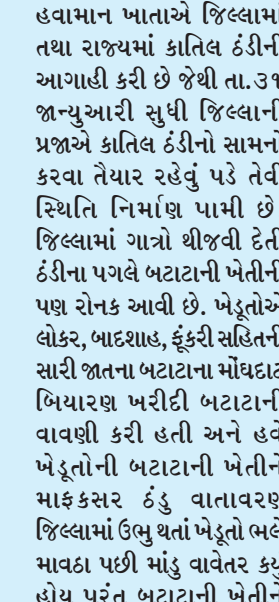 હવામાન ખાતાએ જિલ્લામાં
તથા રાજ્યમાં કાતિલ ઠંડીની
આગાહી કરી છે જેથી તા.૩૧
જાન્યુઆરી સુધી જિલ્લાની
પ્રજાએ કાતિલ ઠંડીનો સામનો
કરવા તૈયાર રહેવું પડે તેવી
સ્થિતિ નિર્માણ પામી છે
જિલ્લામાં ગાત્રો થીજવી દેતી
ઠંડીના પગલે બટાટાની ખેતીની
પણ રોનક આવી છે. ખેડૂતોએ
લોકર, બાદશાહ, ફૂંકરી સહિતની
સારી જાતના બટાટાના મોંઘદાટ
બિયારણ ખરીદી બટાટાની
વાવણી કરી હતી અને હવે
ખેડૂતોની બટાટાની ખેતીને
માફકસર ઠંડુ વાતાવરણ
જિલ્લામાં ઉભુ થતાં ખેડૂતો ભલે
માવઠા પછી માંડુ વાવેતર કર્યુ
હોય પરંતુ બટાટાની ખેતીને